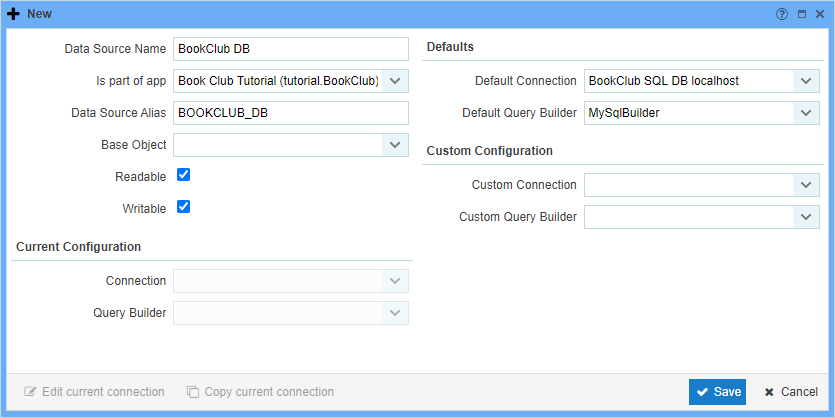 New
Data Source Name BookClub DB
Is part of app Book Club Tutorial (tutorial.BookClub)
Data Source Alias BOOKCLUB_DB
Base Object
Readable
Writable
Current Configuration
Connection
Query Builder
Defaults
Default Connection BookClub SQL DB localhost
Default Query Builder MySqlBuilder
Custom Configuration
Custom Connection
Custom Query Builder
Edit current connection Copy current connection Save Cancel